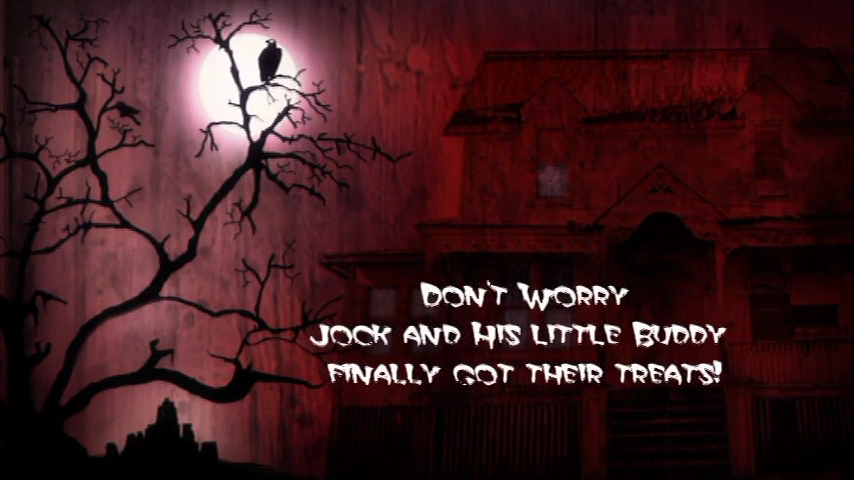 Don't Worry
Jock and His little Buddy
finally got their treats!